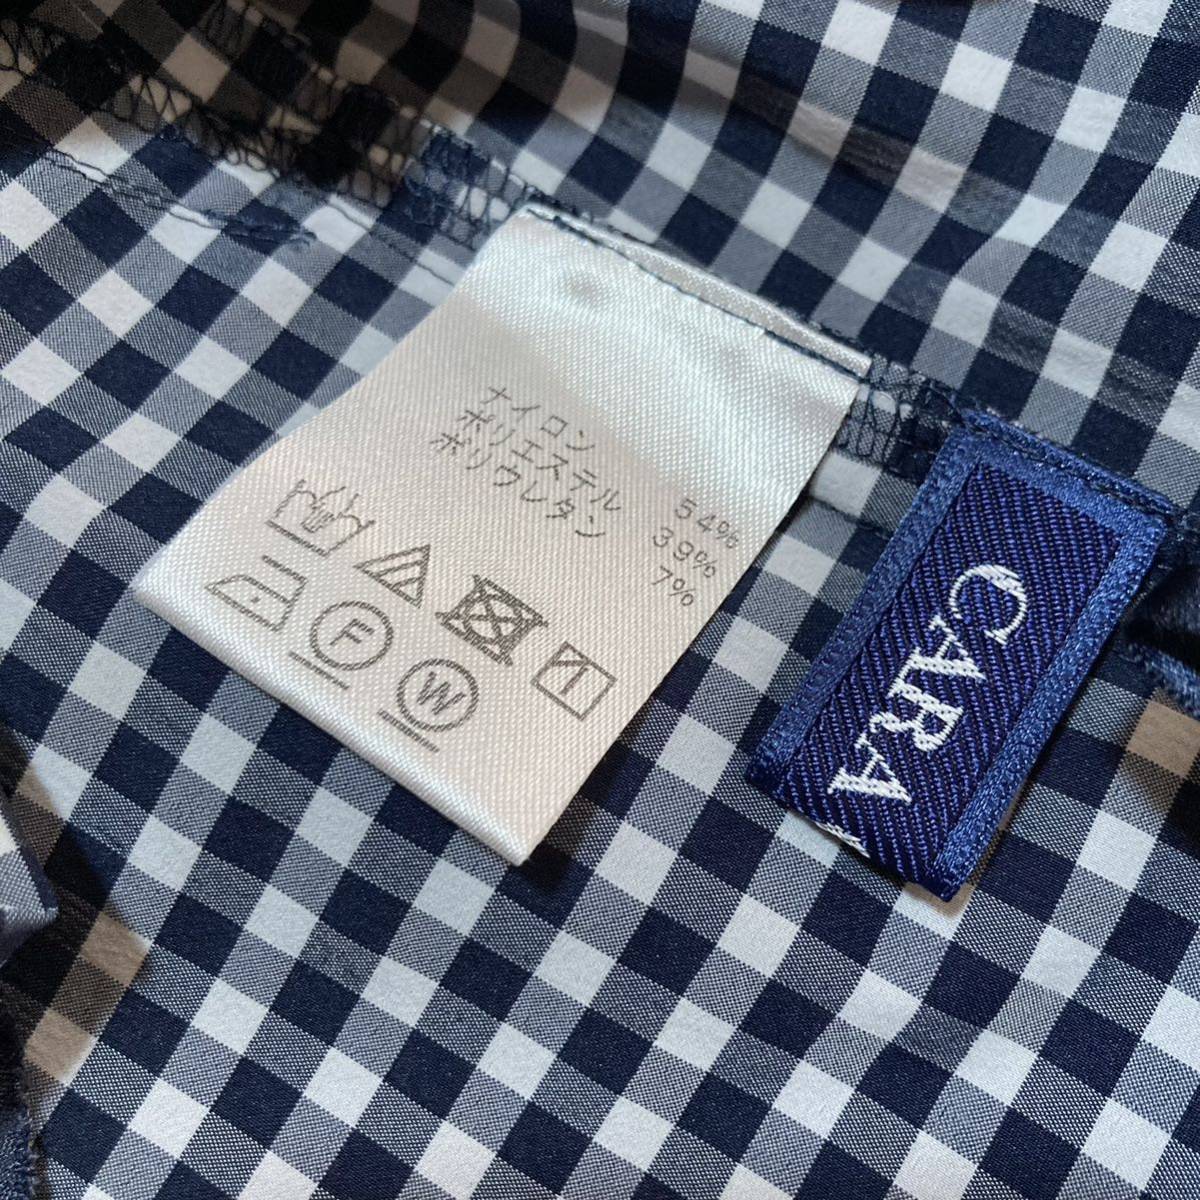 ナイロン 54%
ポリエステル 39%
ポリウレタン 7%
F
W
CARA